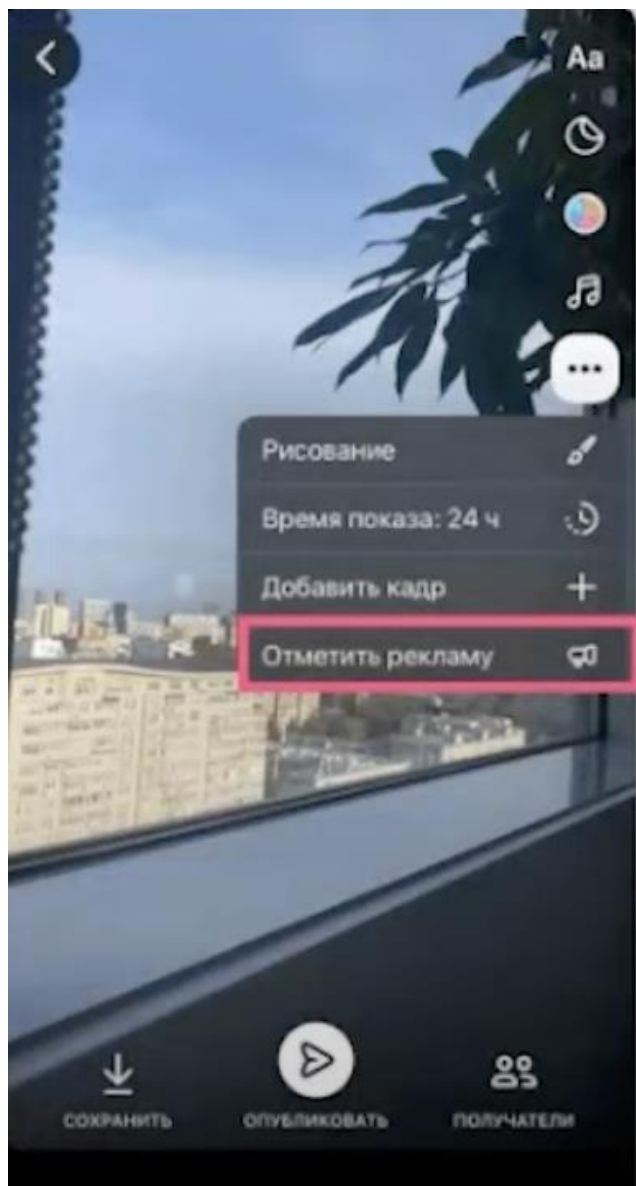 Aa
Рисование
Время показа: 24 ч
Добавить кадр
Отметить рекламу
СОХРАНИТЬ
ОПУБЛИКОВАТЬ
ПОЛУЧАТЕЛИ